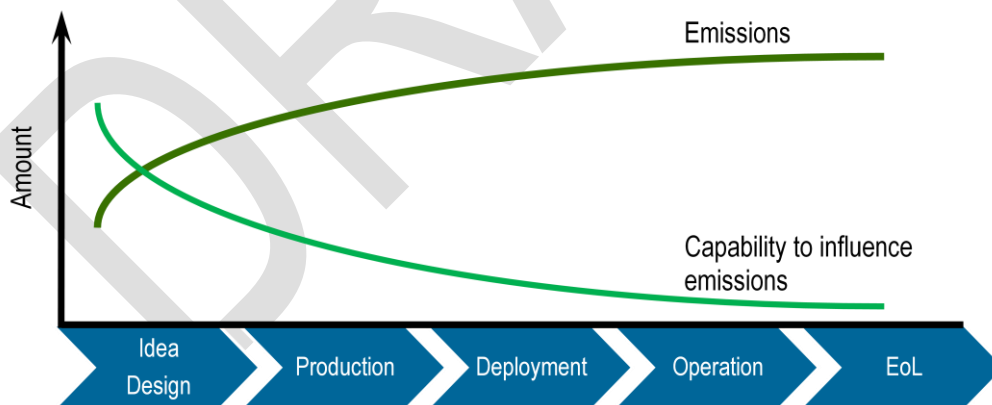 Emissions
Amount
Capability to influence
emissions
Idea
Design
Production
Deployment
Operation
EoL